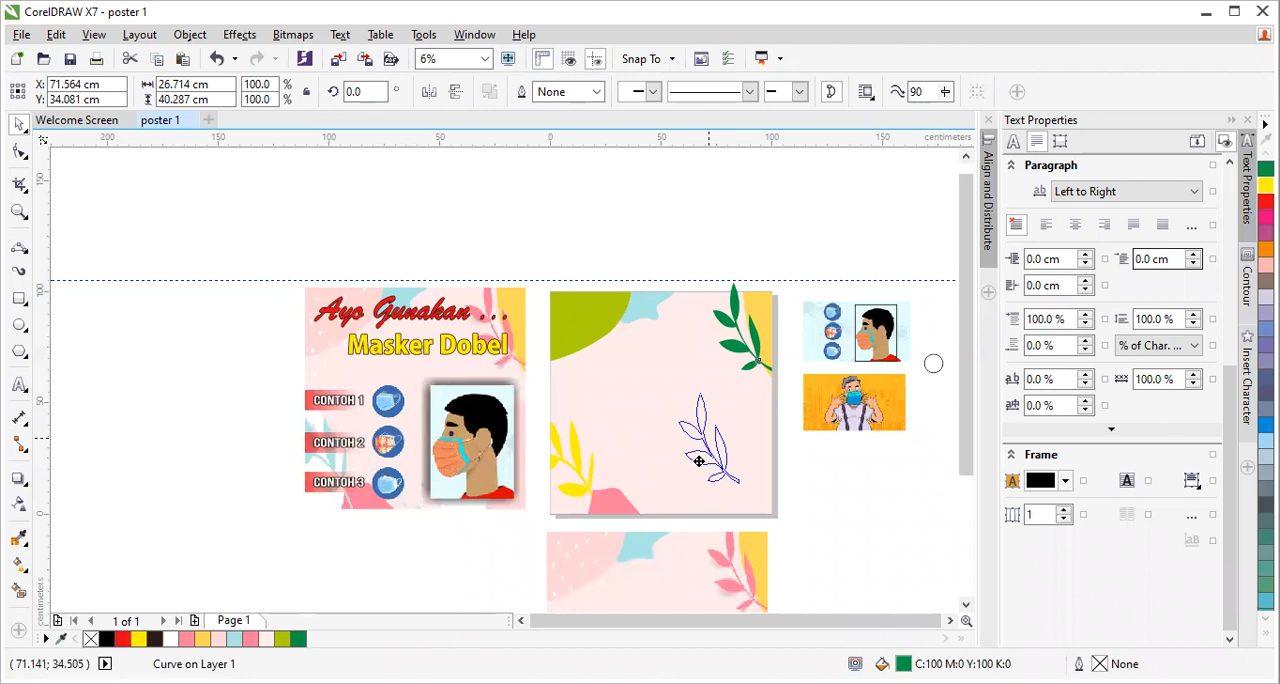 CorelDRAW X7 - poster 1
File Edit View Layout Object Effects Bitmaps Text Table Tools Window Help
6% Snap To
X: 71.564 cm 26.714 cm 100.0 % 0.0 ° None 90
Y: 34.081 cm 40.287 cm 100.0 %
Welcome Screen poster 1
200 150 100 50 0 50 100 150 centimeters
150
100
50
0
centimeters
Ayo Gunakan ...
Masker Dobel
CONTOH 1
CONTOH 2
CONTOH 3
Align and Distribute
Text Properties
Paragraph
Left to Right
0.0 cm 0.0 cm
0.0 cm
100.0 % 100.0 %
0.0 % % of Char. ...
0.0 % 100.0 %
0.0 %
Frame
1
Text Properties
Contour
Insert Character
1 of 1 Page 1
( 71.141; 34.505 ) Curve on Layer 1 C:100 M:0 Y:100 K:0 None